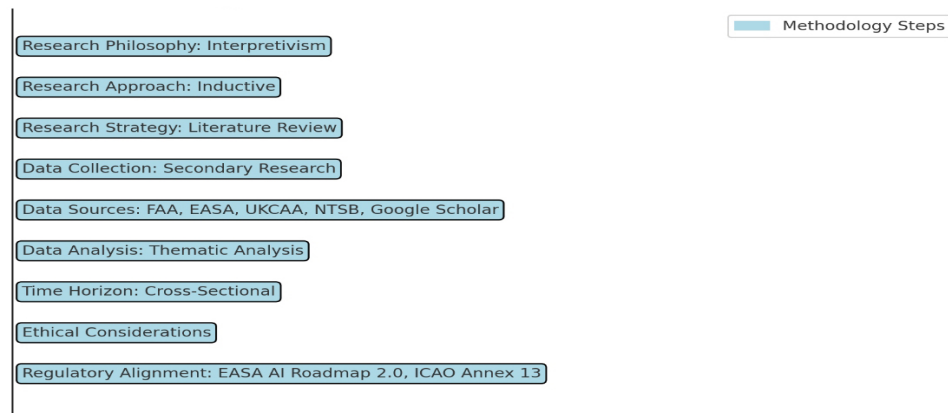 Methodology Steps
Research Philosophy: Interpretivism
Research Approach: Inductive
Research Strategy: Literature Review
Data Collection: Secondary Research
Data Sources: FAA, EASA, UKCAA, NTSB, Google Scholar
Data Analysis: Thematic Analysis
Time Horizon: Cross-Sectional
Ethical Considerations
Regulatory Alignment: EASA AI Roadmap 2.0, ICAO Annex 13